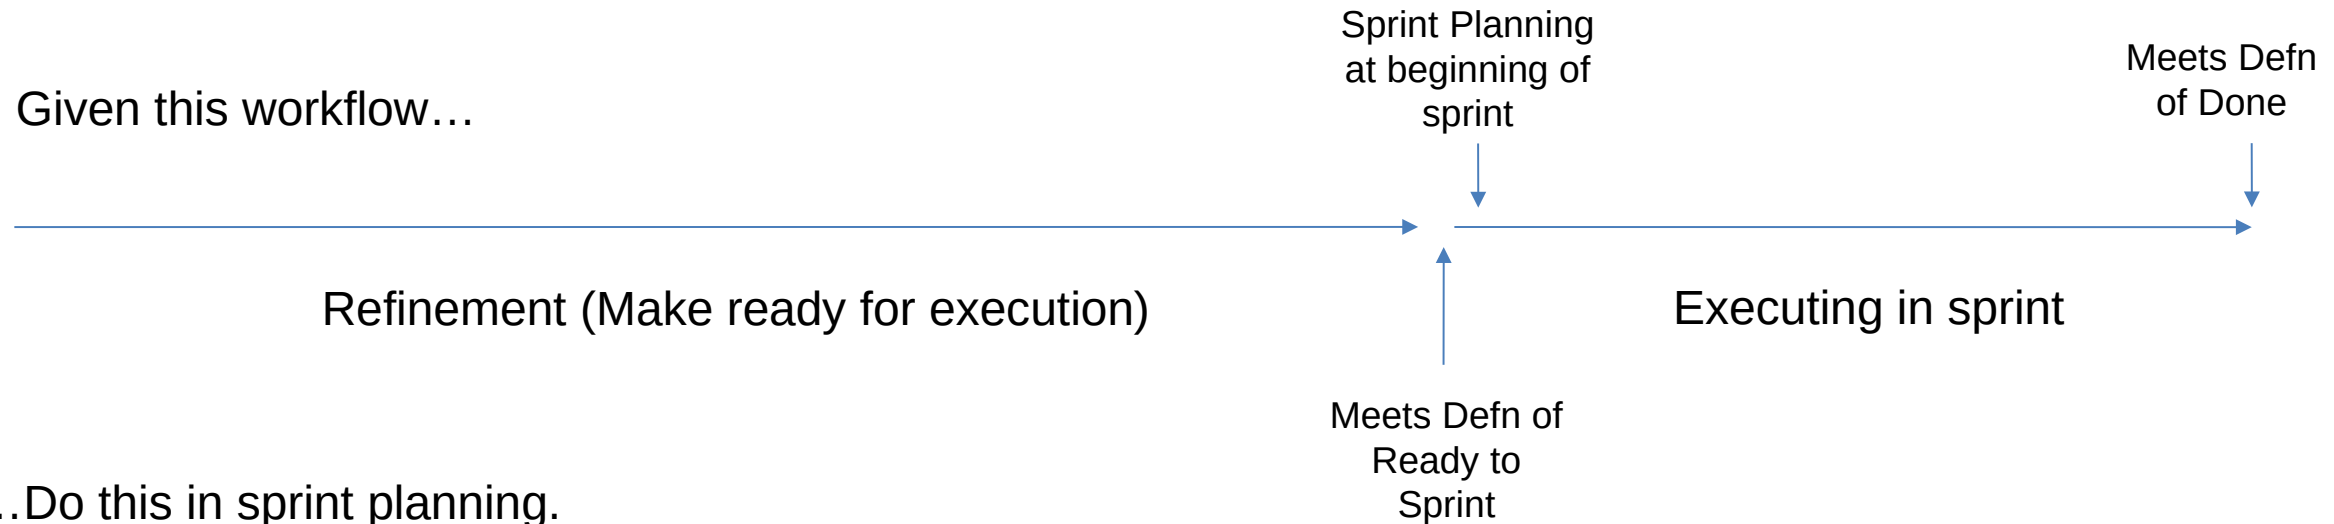 Sprint Planning
at beginning of
sprint
Meets Defn
of Done
Given this workflow…
Refinement (Make ready for execution)
Executing in sprint
Meets Defn of
Ready to
Sprint
…Do this in sprint planning.